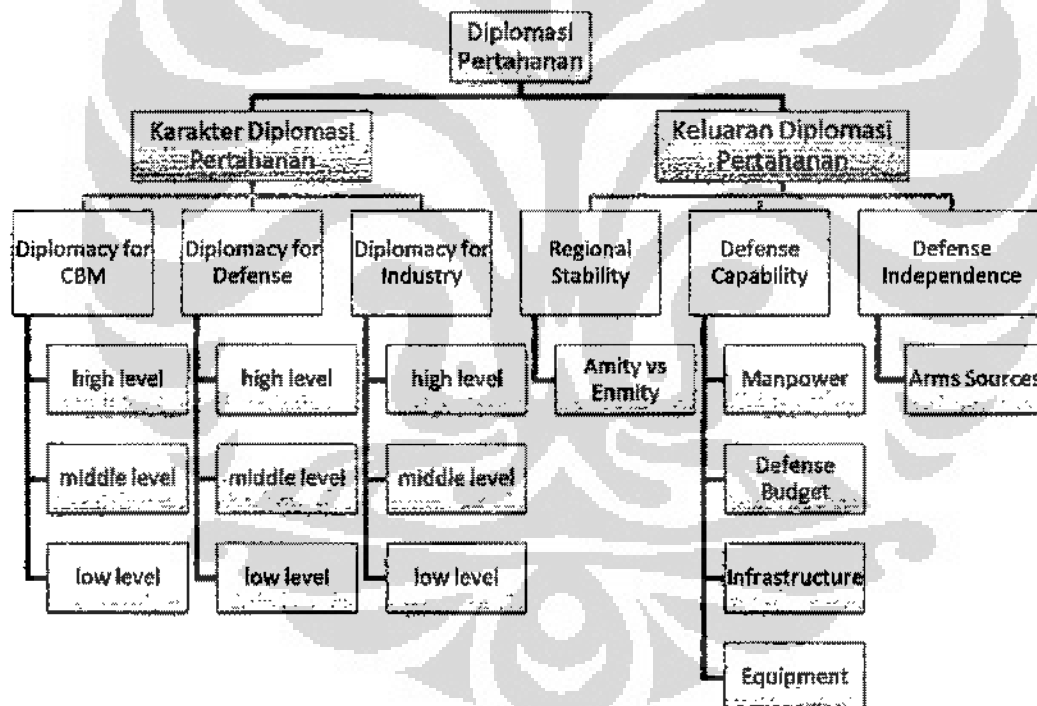 Diplomasi
Pertahanan
Karakter Diplomasi
Pertahanan
Keluaran Diplomasi
Pertahanan
Diplomacy for
CBM
Diplomacy for
Defense
Diplomacy for
Industry
Regional
Stability
Defense
Capability
Defense
Independence
high level
high level
high level
Amity vs
Enmity
Manpower
Arms Sources
middle level
middle level
middle level
Defense
Budget
low level
low level
low level
Infrastructure
Equipment